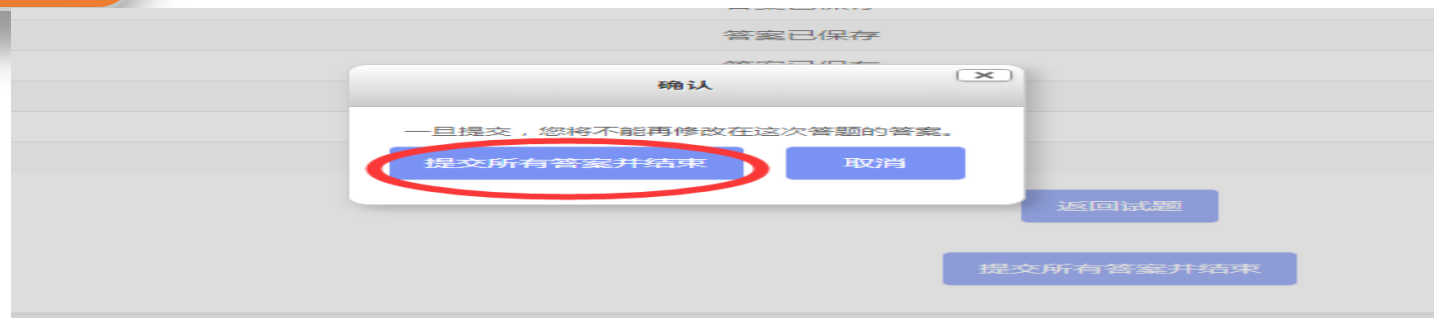 答案已保存
确认
一旦提交，您将不能再修改在这次答题的答案。
提交所有答案并结束
取消
返回试题
提交所有答案并结束